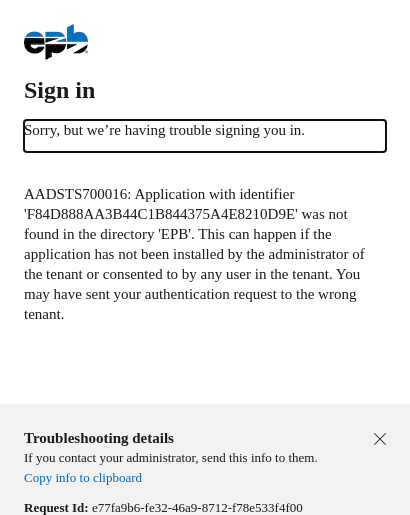 epb
Sign in
Sorry, but we’re having trouble signing you in.
AADSTS700016: Application with identifier
'F84D888AA3B44C1B844375A4E8210D9E' was not
found in the directory 'EPB'. This can happen if the
application has not been installed by the administrator of
the tenant or consented to by any user in the tenant. You
may have sent your authentication request to the wrong
tenant.
Troubleshooting details
If you contact your administrator, send this info to them.
Copy info to clipboard
Request Id: e77fa9b6-fe32-46a9-8712-f78e533f4f00